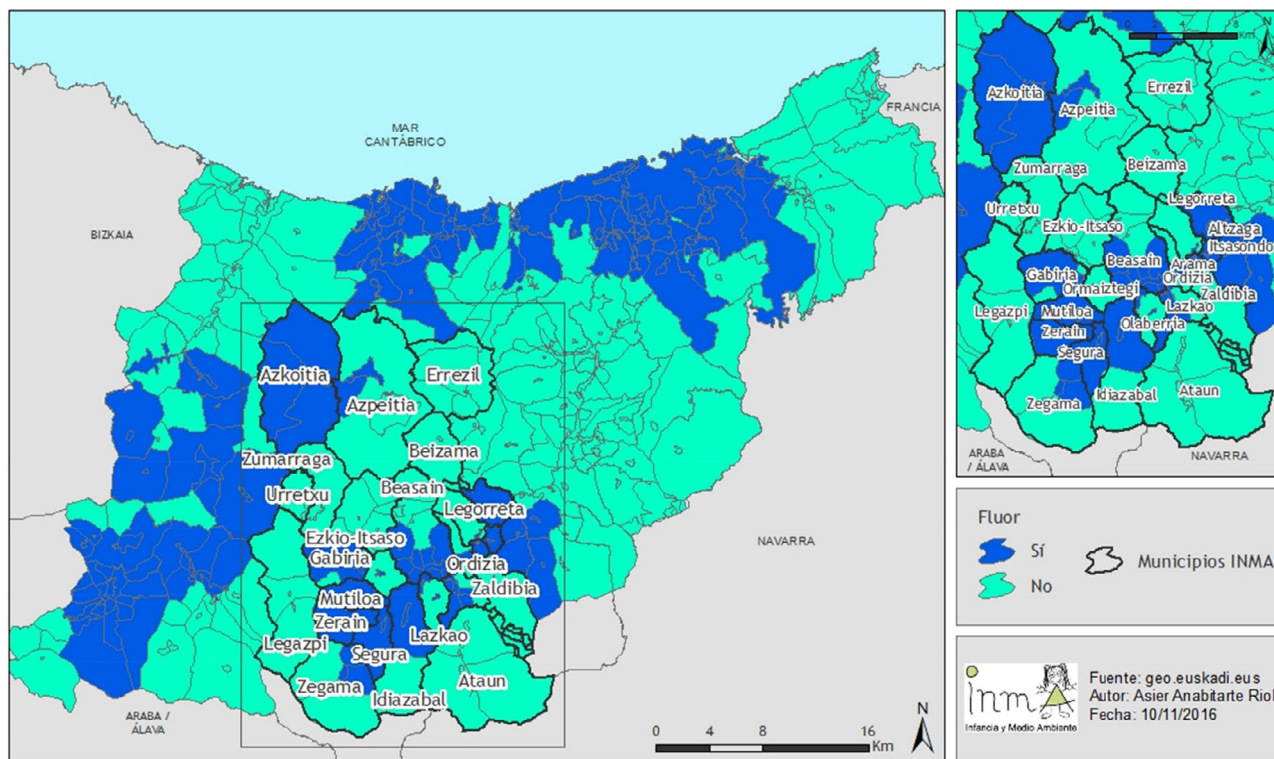 FRANCIA
MAR
CANTÁBRICO
BIZKAIA
Azkoitia
Errezil
Azpeitia
Beizama
Zumarraga
Urretxu
Beasain
Legorreta
Ezkio-Itsaso
Gabiria
Ordizia
Zaldibia
Mutiloa
Zerain
Legazpi
Lazkao
Segura
Ataun
Zegama
Idiazabal
NAVARRA
ARABA /
ÁLAVA
0 4 8 16
Km
N
0 2 4 8
Km
N
Azkoitia
Errezil
Azpeitia
Beizama
Zumarraga
Legorreta
Urretxu
Ezkio-Itsaso
Altzaga
Itsasondo
Beasain
Arama
Gabiria
Ordizia
Ormaiztegi
Zaldibia
Legazpi
Mutiloa
Lazkao
Zerain
Olaberria
Segura
Ataun
Zegama
Idiazabal
ARABA
/ ÁLAVA
NAVARRA
Fluor
Sí
No
Municipios INMA
inma
Infancia y Medio Ambiente
Fuente: geo.euskadi.eus
Autor: Asier Anabitarte Riol
Fecha: 10/11/2016